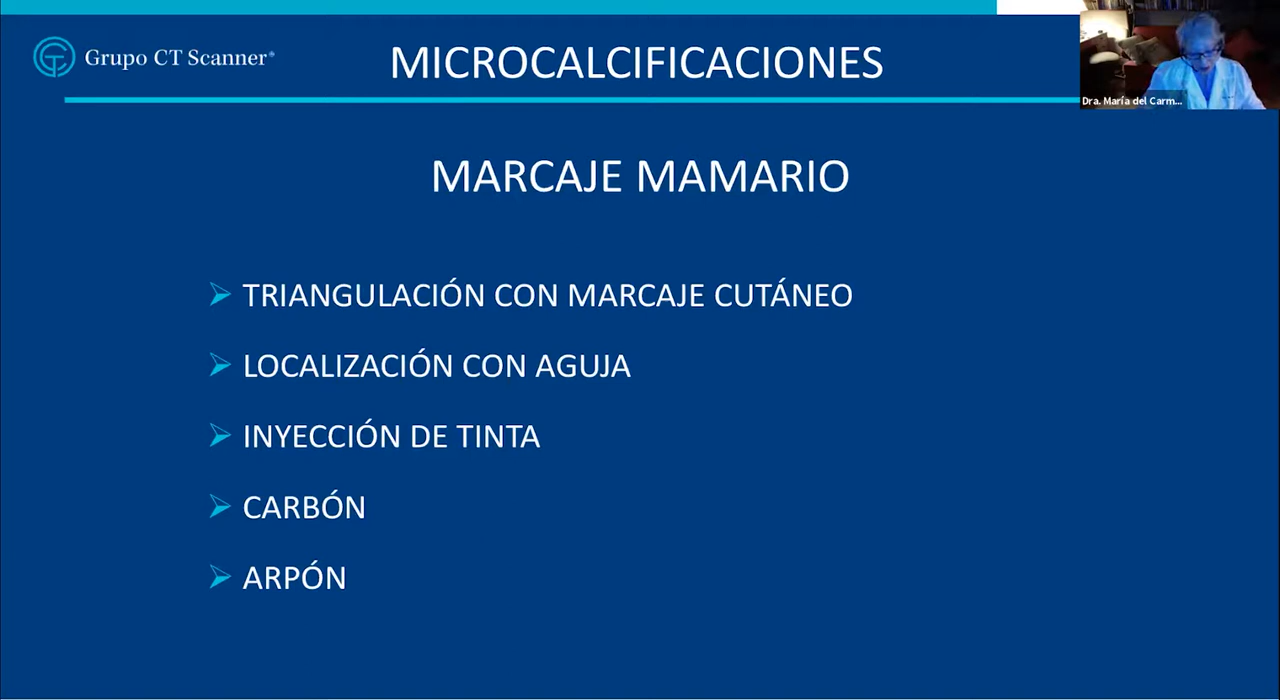 Grupo CT Scanner®
MICROCALCIFICACIONES
Dra. María del Carm...
MARCAJE MAMARIO
TRIANGULACIÓN CON MARCAJE CUTÁNEO
LOCALIZACIÓN CON AGUJA
INYECCIÓN DE TINTA
CARBÓN
ARPÓN